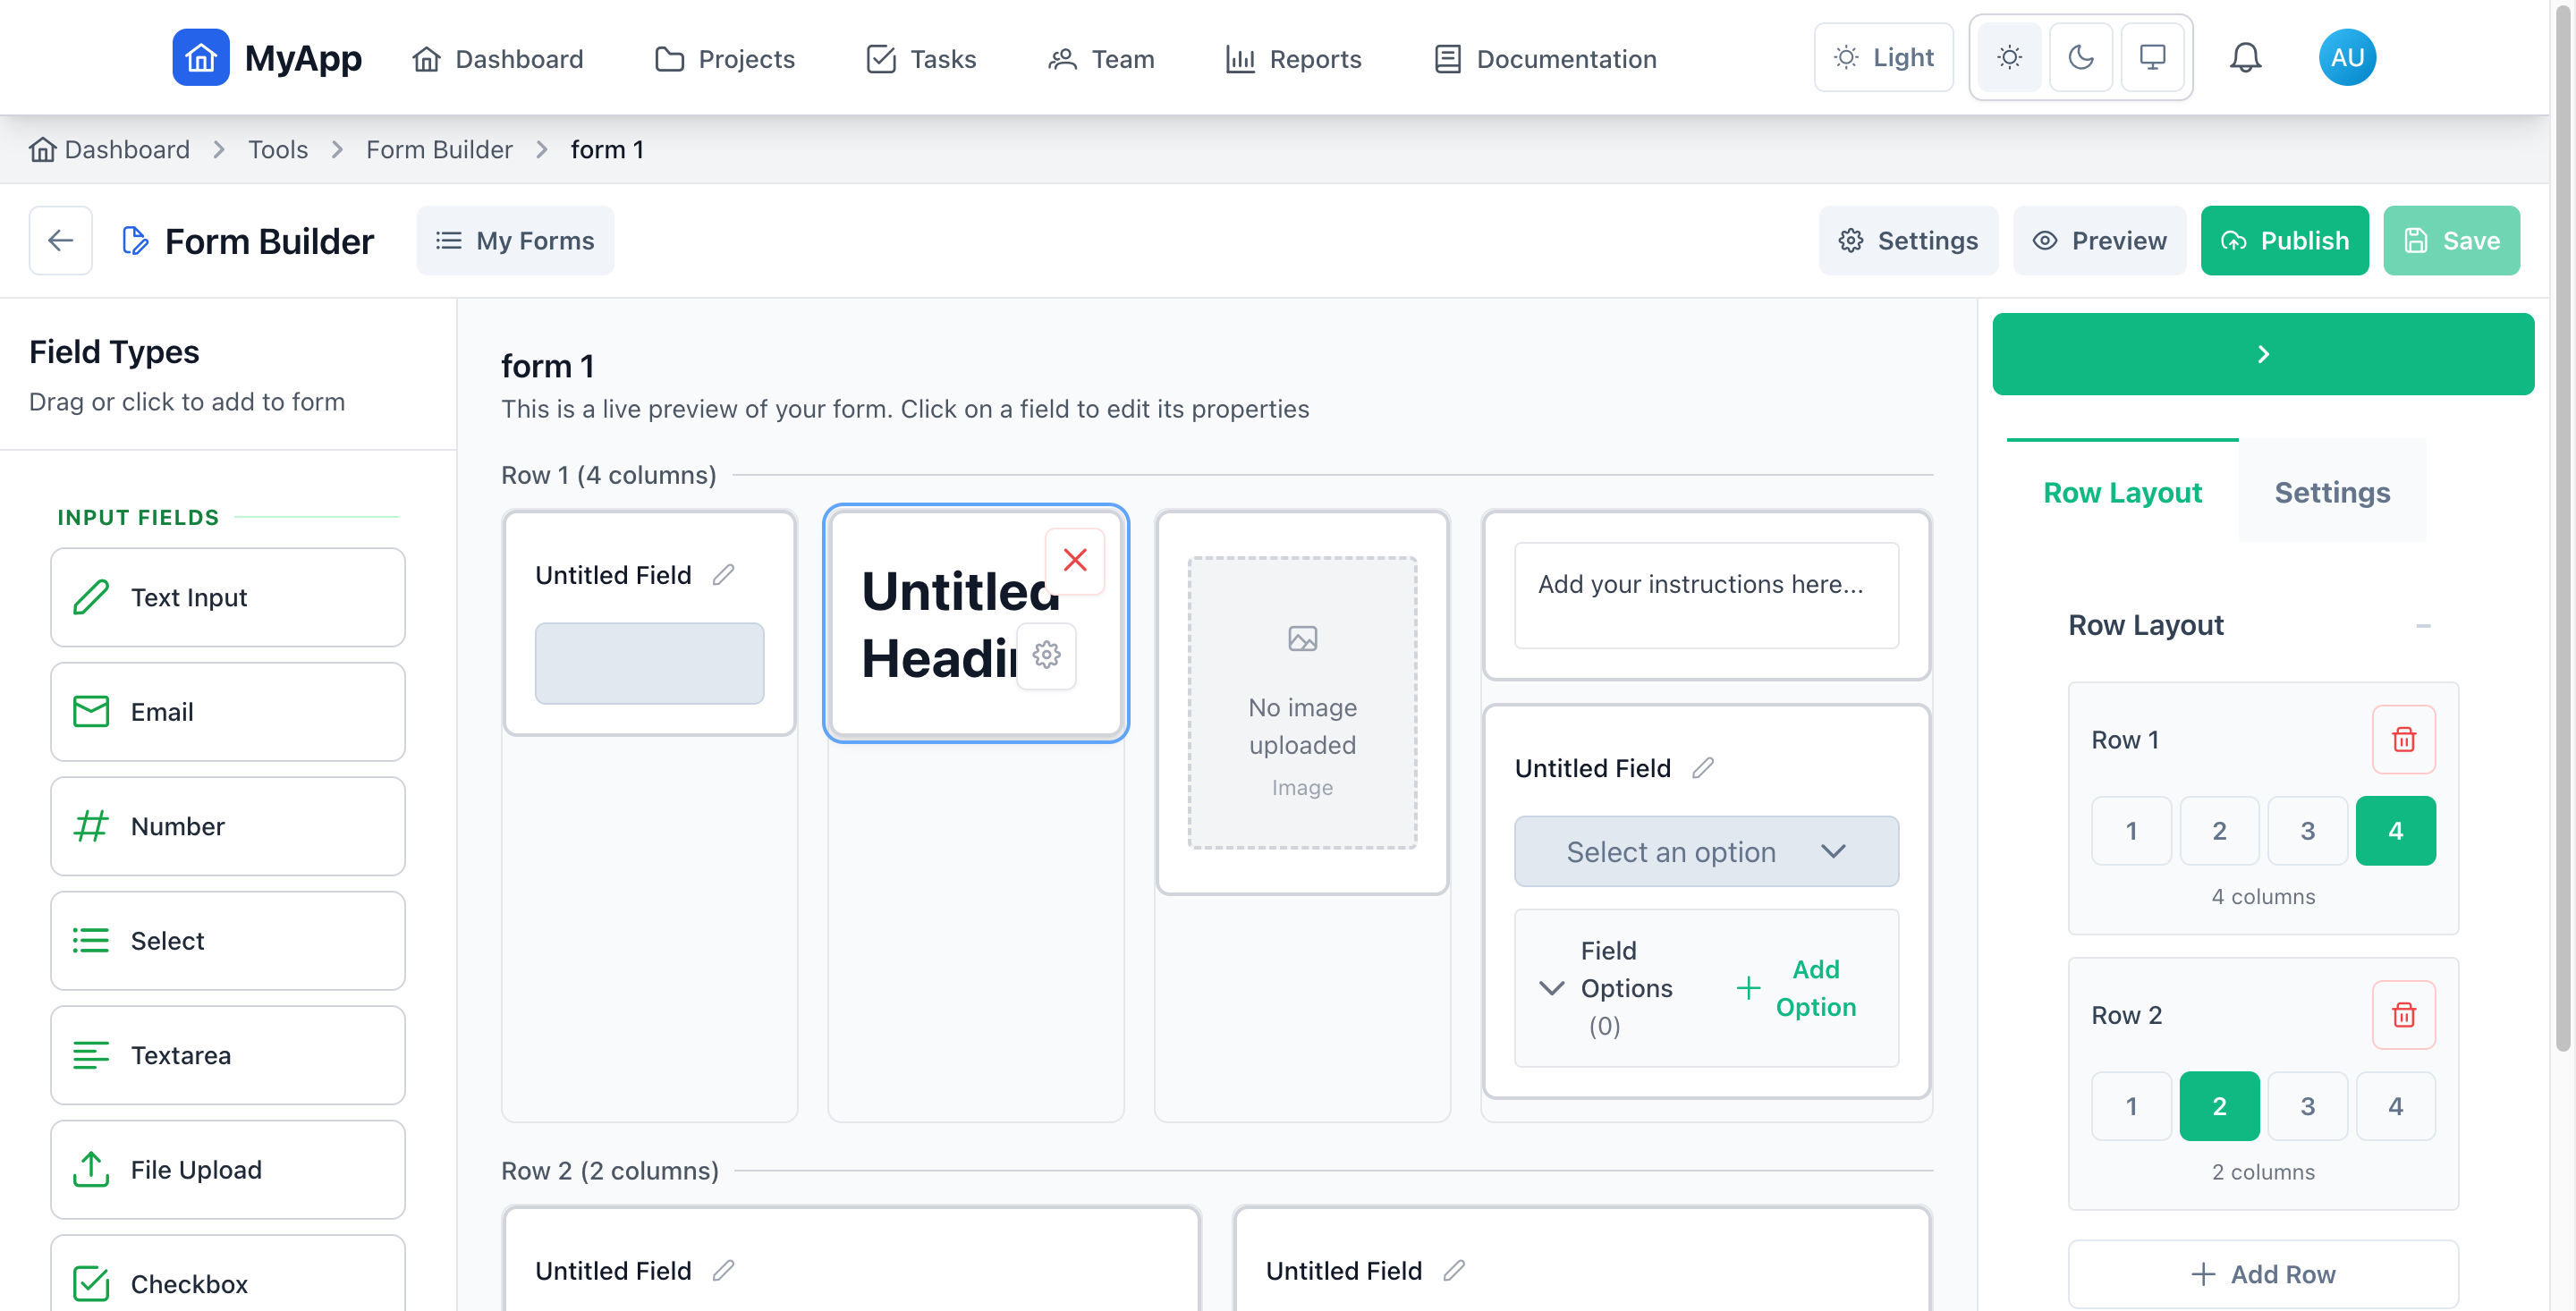 MyApp
Dashboard
Projects
Tasks
Team
Reports
Documentation
Light
AU
Dashboard
Tools
Form Builder
form 1
Form Builder
My Forms
Settings
Preview
Publish
Save
Field Types
Drag or click to add to form
INPUT FIELDS
Text Input
Email
Number
Select
Textarea
File Upload
Checkbox
form 1
This is a live preview of your form. Click on a field to edit its properties
Row 1 (4 columns)
Untitled Field
Untitled
No image
uploaded
Image
Add your instructions here...
Untitled Field
Select an option
Field
Options
(0)
Add
Option
Row 2 (2 columns)
Untitled Field
Untitled Field
Row Layout
Settings
Row Layout
Row 1
1
2
3
4
4 columns
Row 2
1
2
3
4
2 columns
Add Row